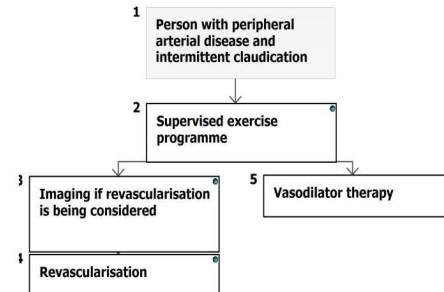 1
Person with peripheral
arterial disease and
intermittent claudication
2
Supervised exercise
programme
3
Imaging if revascularisation
is being considered
5
Vasodilator therapy
4
Revascularisation